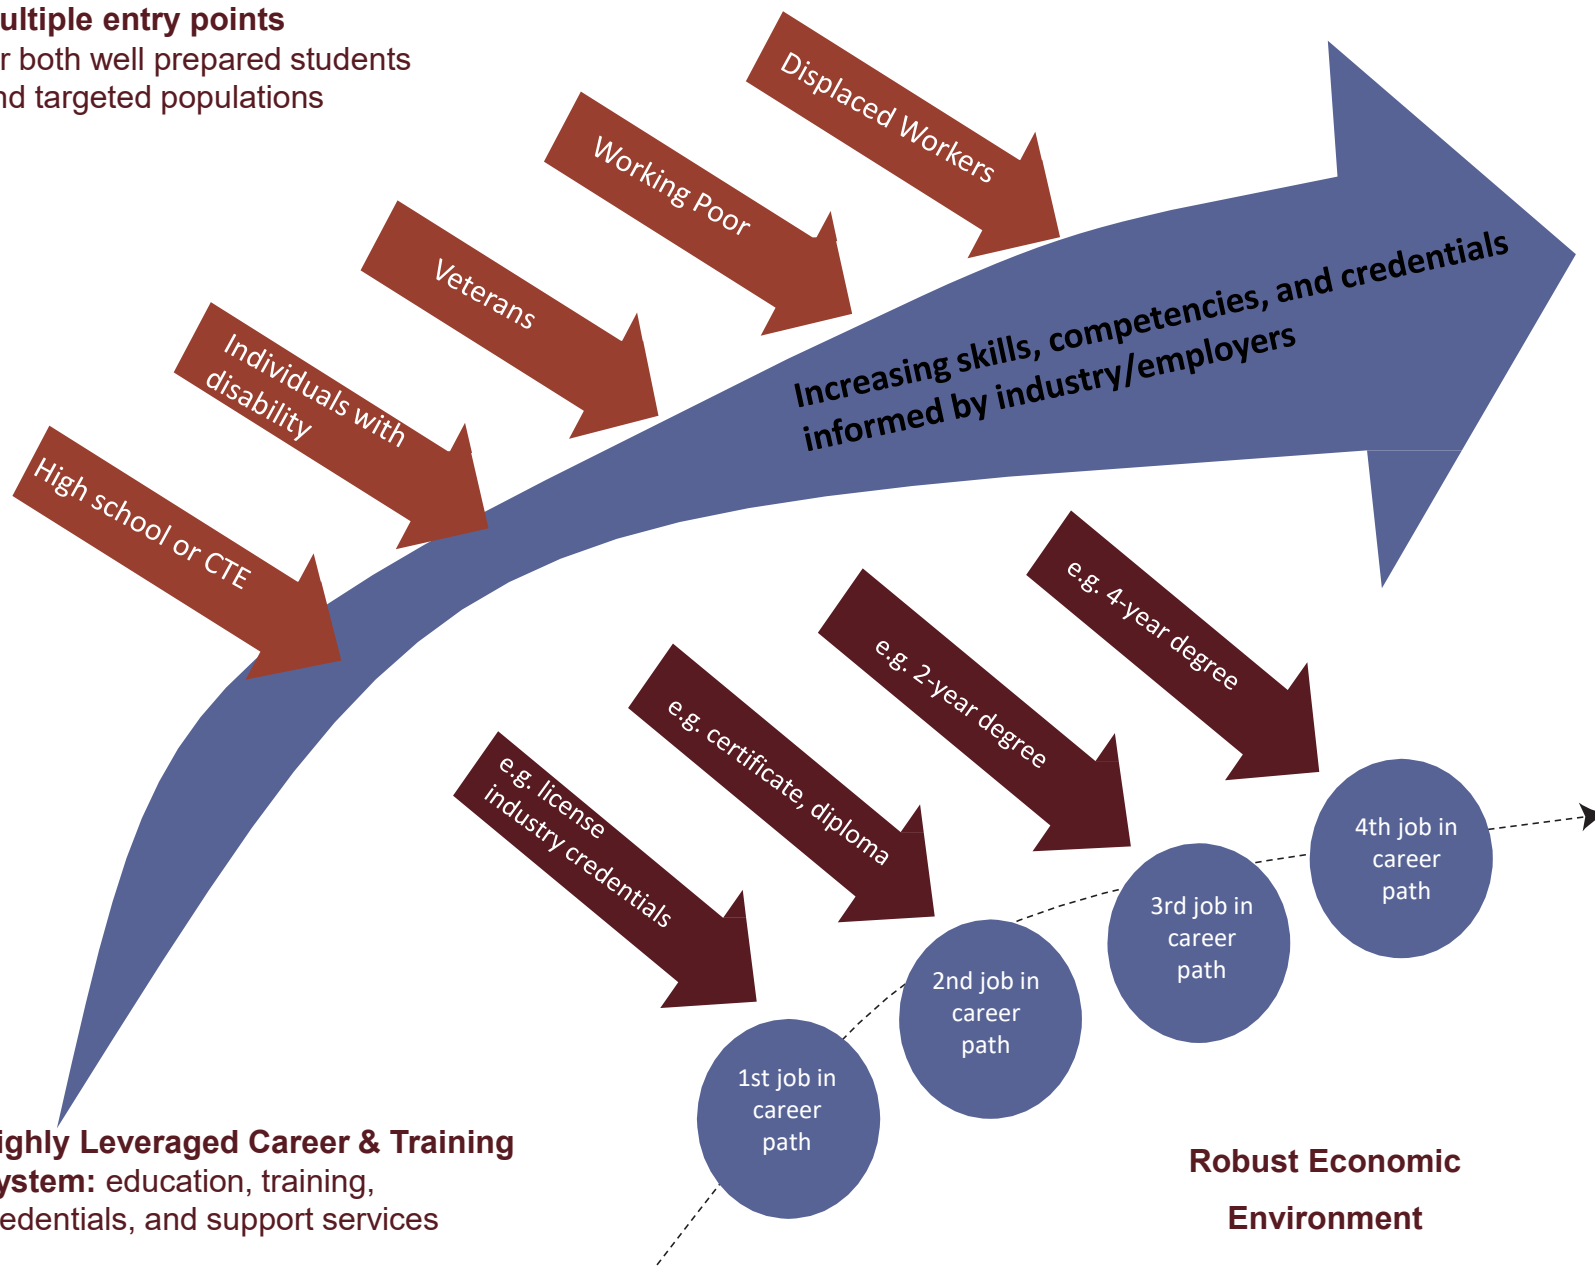 ultiple entry points
r both well prepared students
nd targeted populations
Displaced Workers
Working Poor
Veterans
Individuals with
disability
High school or CTE
Increasing skills, competencies, and credentials
informed by industry/employers
e.g. 4-year degree
e.g. 2-year degree
e.g. certificate, diploma
e.g. license
industry credentials
4th job in
career
path
3rd job in
career
path
2nd job in
career
path
1st job in
career
path
ighly Leveraged Career & Training
ystem: education, training,
edentials, and support services
Robust Economic
Environment